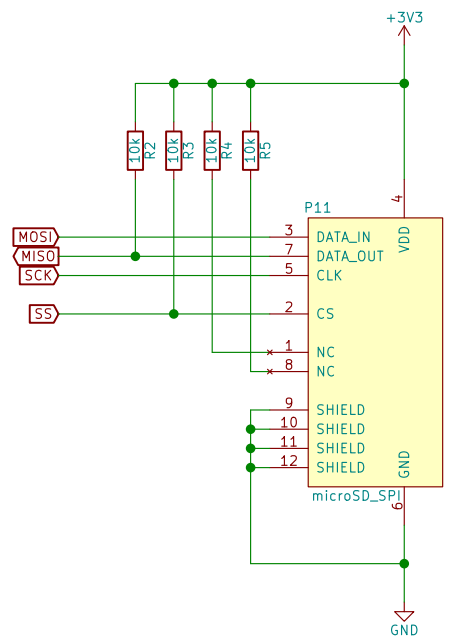 +3V3
10k R2
10k R3
10k R4
10k R5
P11
4
VDD
MOSI
3
DATA_IN
MISO
7
DATA_OUT
SCK
5
CLK
SS
2
CS
1
NC
8
NC
9
SHIELD
10
SHIELD
11
SHIELD
12
SHIELD
GND
microSD_SPI
6
GND